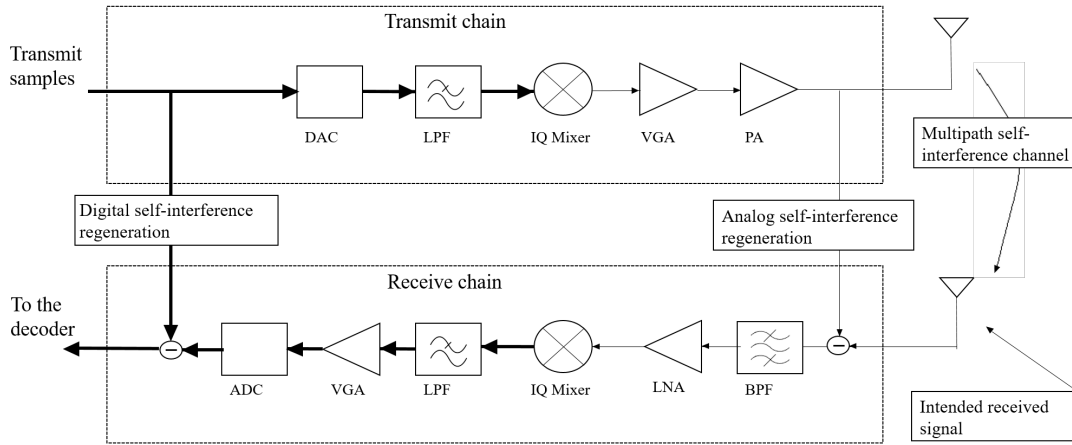 Transmit chain
Transmit
samples
DAC
LPF
IQ Mixer
VGA
PA
Multipath self-
interference channel
Digital self-interference
regeneration
Analog self-interference
regeneration
Receive chain
To the
decoder
ADC
VGA
LPF
IQ Mixer
LNA
BPF
Intended received
signal